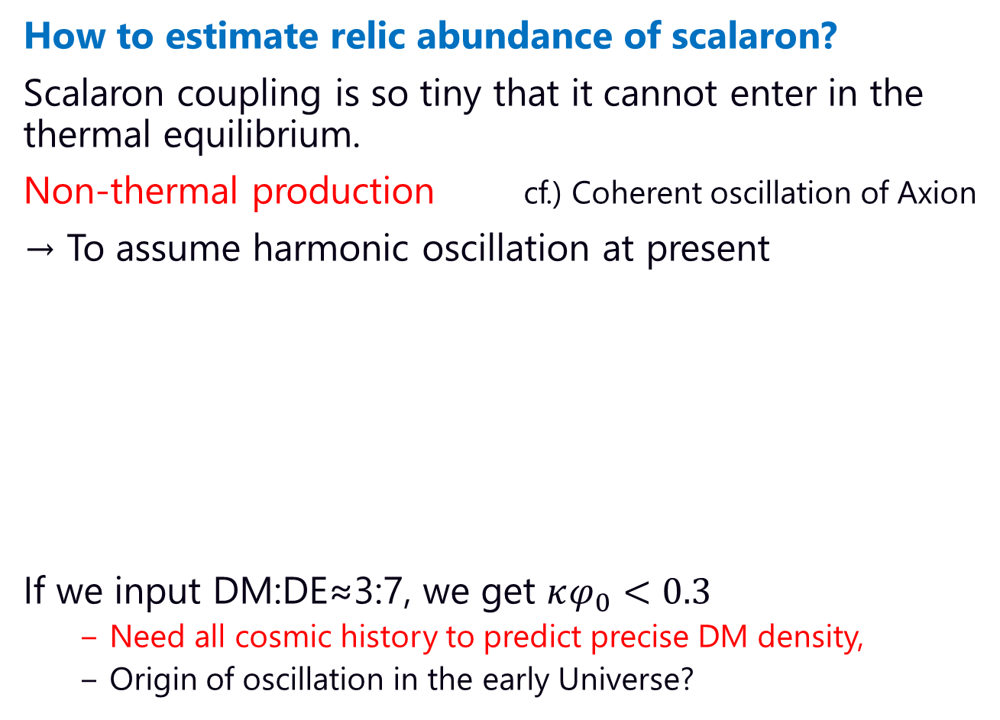 How to estimate relic abundance of scalaron?
Scalaron coupling is so tiny that it cannot enter in the
thermal equilibrium.
Non-thermal production cf.) Coherent oscillation of Axion
→ To assume harmonic oscillation at present
If we input DM:DE≈3:7, we get 𝜅𝜑₀ < 0.3
– Need all cosmic history to predict precise DM density,
– Origin of oscillation in the early Universe?